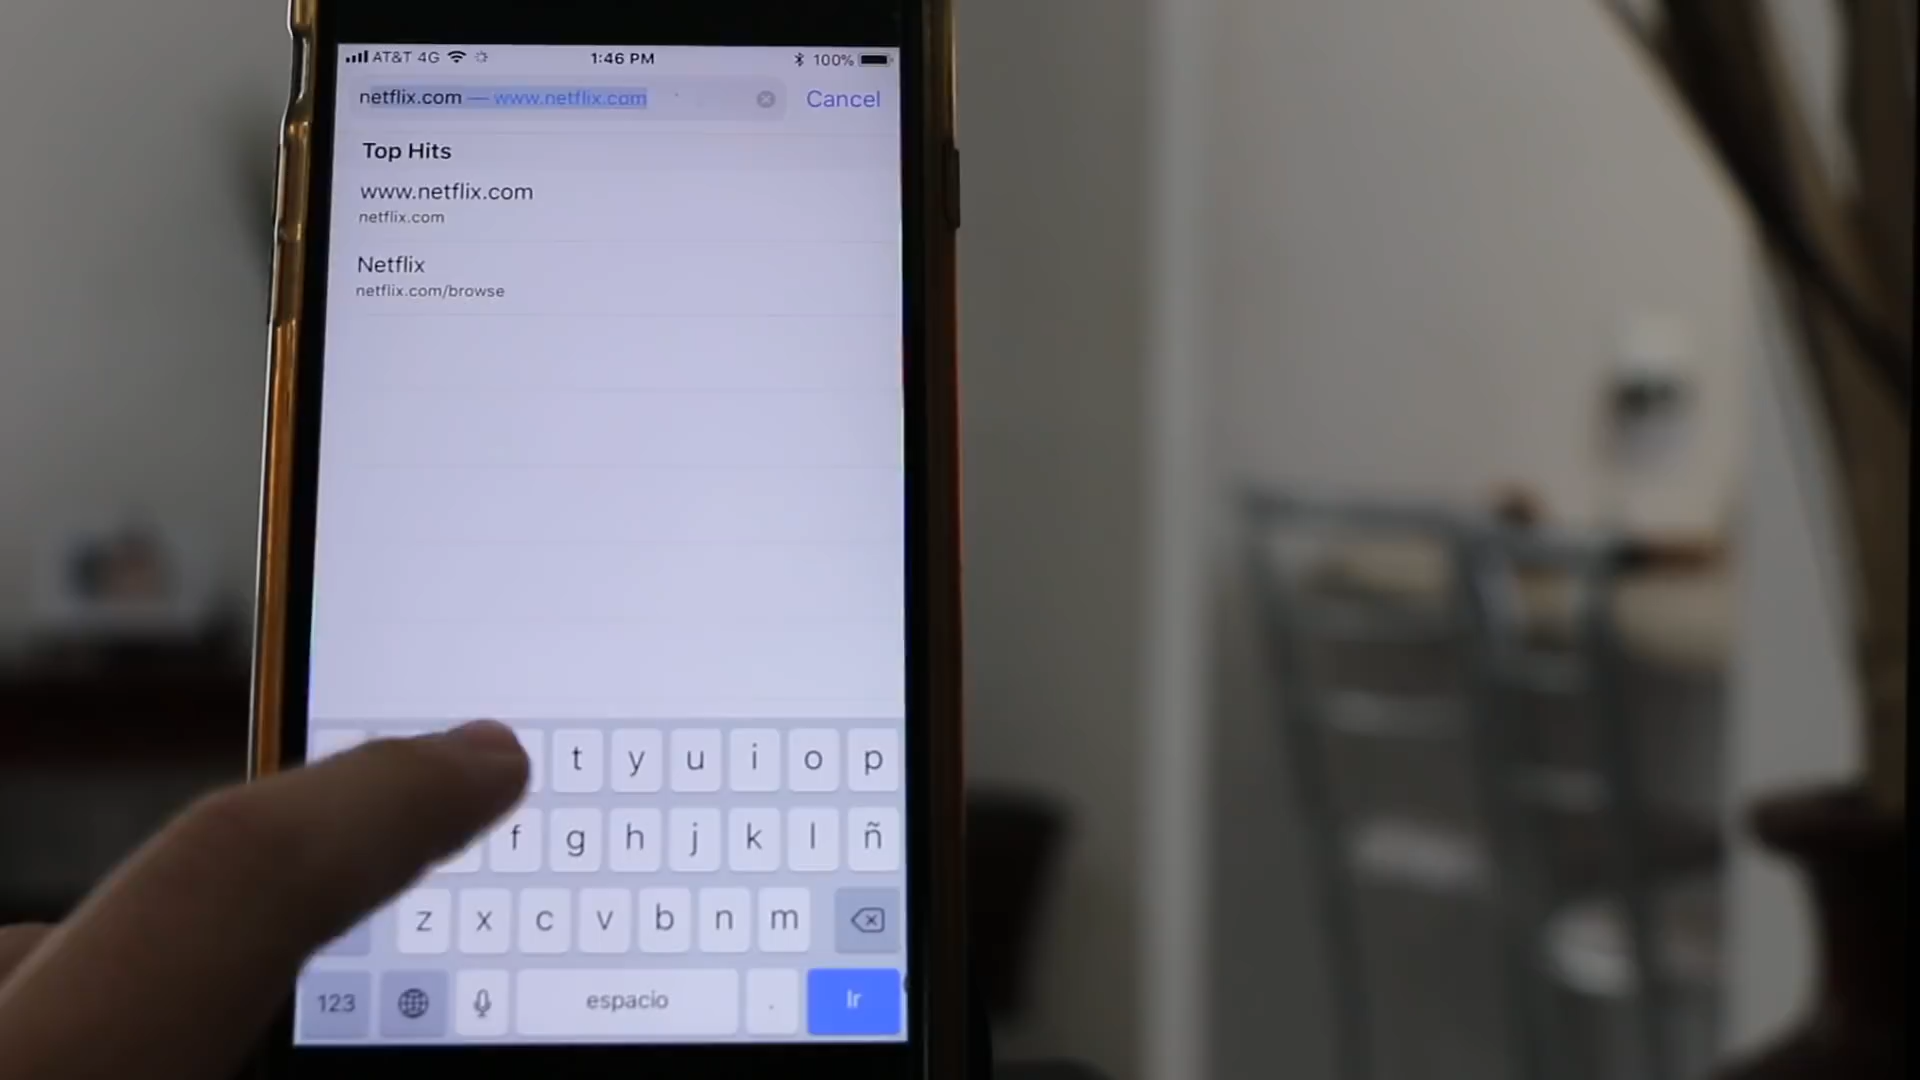 AT&T 4G 1:46 PM 100%
netflix.com — www.netflix.com Cancel
Top Hits
www.netflix.com
netflix.com
Netflix
netflix.com/browse
t y u i o p
f g h j k l ñ
z x c v b n m
123 espacio . Ir